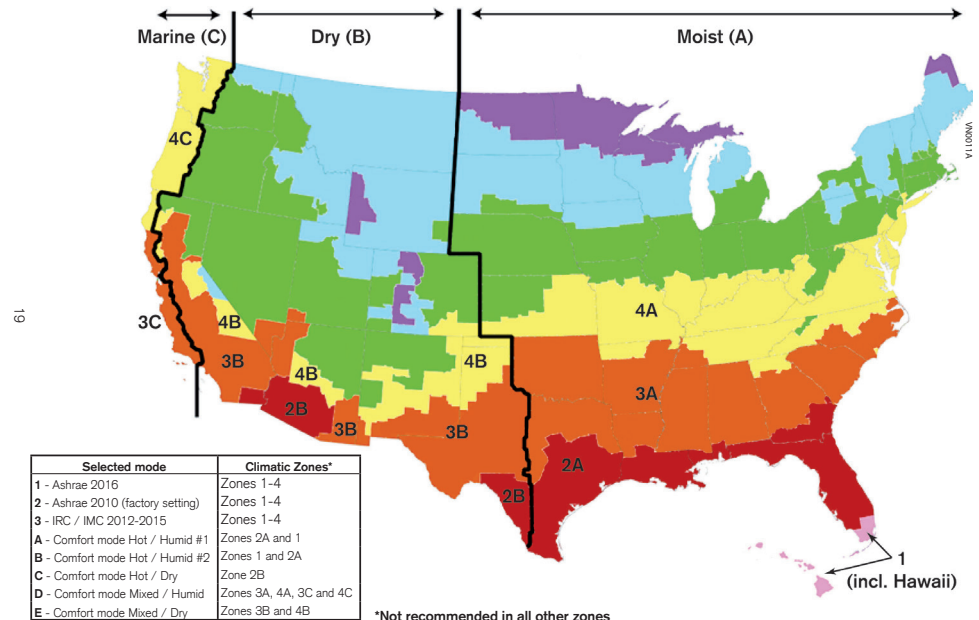 Marine (C)
Dry (B)
Moist (A)
4C
VN0011A
4B
4A
3C
3B
4B
4B
3A
2B
3B
3B
2A
2B
19
1
(incl. Hawaii)
Selected mode Climatic Zones*
1 - Ashrae 2016 Zones 1-4
2 - Ashrae 2010 (factory setting) Zones 1-4
3 - IRC / IMC 2012-2015 Zones 1-4
A - Comfort mode Hot / Humid #1 Zones 2A and 1
B - Comfort mode Hot / Humid #2 Zones 1 and 2A
C - Comfort mode Hot / Dry Zone 2B
D - Comfort mode Mixed / Humid Zones 3A, 4A, 3C and 4C
E - Comfort mode Mixed / Dry Zones 3B and 4B
*Not recommended in all other zones